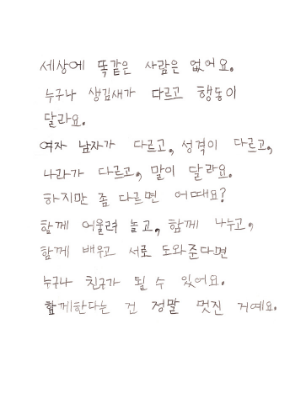 세상에 똑같은 사람은 없어요.
누구나 생김새가 다르고 행동이
달라요.
여자 남자가 다르고, 성격이 다르고,
나라가 다르고, 말이 달라요.
하지만 좀 다르면 어때요?
함께 어울려 놀고, 함께 나누고,
함께 배우고 서로 도와준다면
누구나 친구가 될 수 있어요.
함께한다는 건 정말 멋진 거예요.